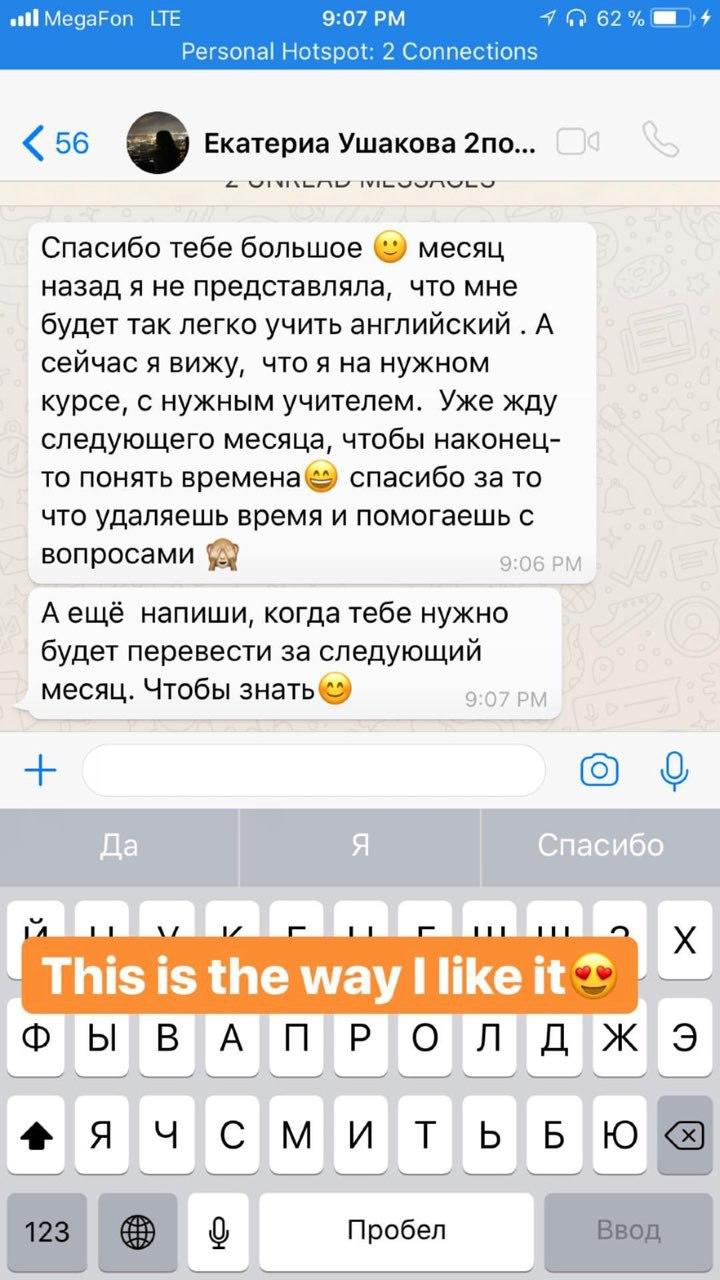 MegaFon LTE 9:07 PM 62 %
Personal Hotspot: 2 Connections
56 Екатериа Ушакова 2по...
2 UNREAD MESSAGES
Спасибо тебе большое 🙂 месяц
назад я не представляла, что мне
будет так легко учить английский . А
сейчас я вижу, что я на нужном
курсе, с нужным учителем. Уже жду
следующего месяца, чтобы наконец-
то понять времена😄 спасибо за то
что удаляешь время и помогаешь с
вопросами 🙈
9:06 PM
А ещё напиши, когда тебе нужно
будет перевести за следующий
месяц. Чтобы знать😊
9:07 PM
Да Я Спасибо
Й Ц У К Е Н Г Ш Щ З Х
This is the way I like it😍
Ф Ы В А П Р О Л Д Ж Э
Я Ч С М И Т Ь Б Ю
123 Пробел Ввод